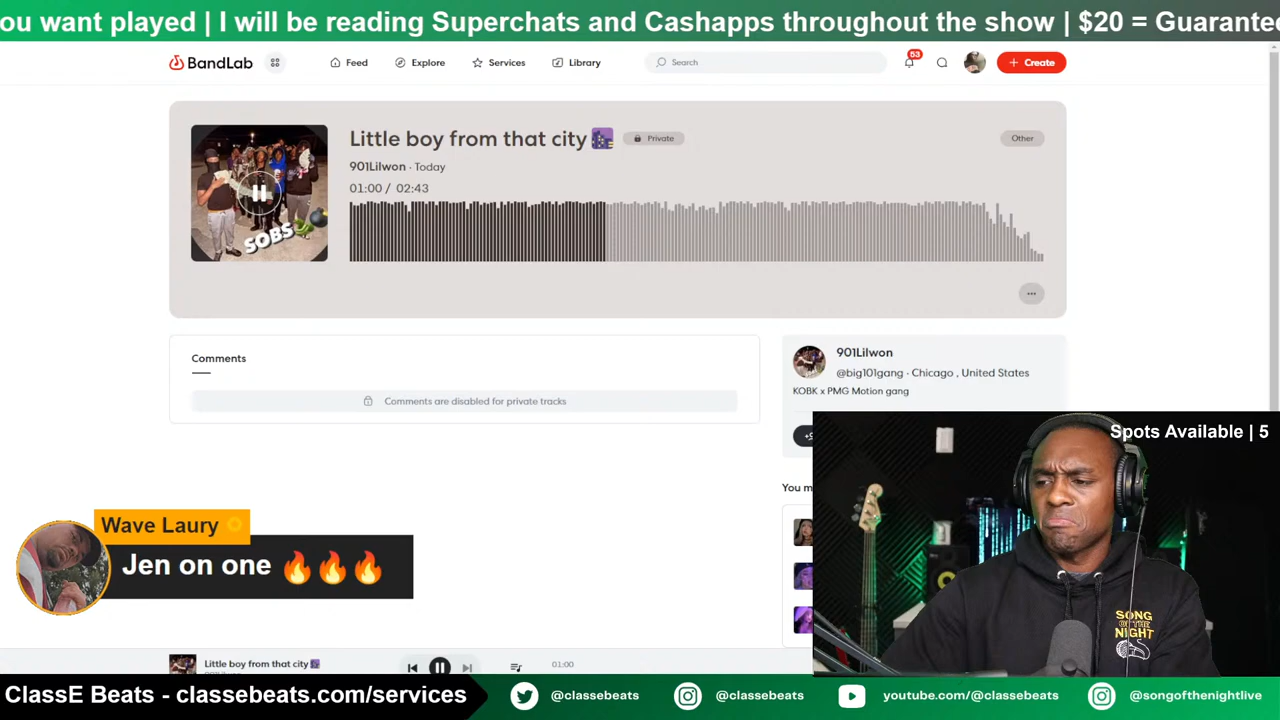 ou want played | I will be reading Superchats and Cashapps throughout the show | $20 = Guarantee
BandLab
Feed
Explore
Services
Library
Search
53
Create
Little boy from that city
Private
Other
901Lilwon · Today
01:00 / 02:43
SOBS
Comments
Comments are disabled for private tracks
901Lilwon
@big101gang · Chicago , United States
KOBK x PMG Motion gang
You m
Spots Available | 5
Wave Laury
Jen on one 🔥🔥🔥
SONG
OF THE
NIGHT
Little boy from that city
01:00
ClassE Beats - classebeats.com/services
@classebeats
@classebeats
youtube.com/@classebeats
@songofthenightlive